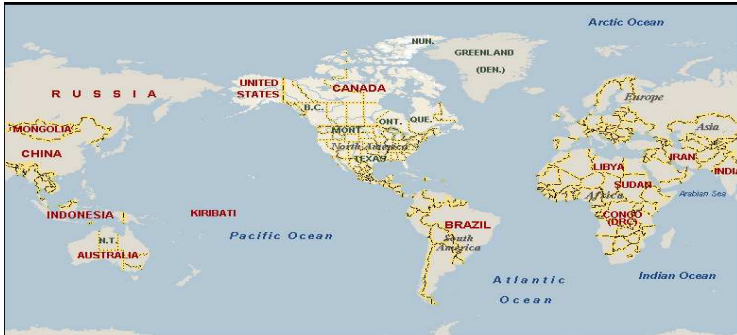 Arctic Ocean
NUN.
GREENLAND
(DEN.)
UNITED
STATES
CANADA
R U S S I A
Europe
B.C.
ONT.
QUE.
MONT.
MONGOLIA
Asia
North America
CHINA
TEXAS
IRAN
LIBYA
INDIA
SUDAN
Arabian Sea
Africa
INDONESIA
KIRIBATI
CONGO
(DRC)
BRAZIL
Pacific Ocean
N.T.
South
America
AUSTRALIA
Indian Ocean
Atlantic
Ocean